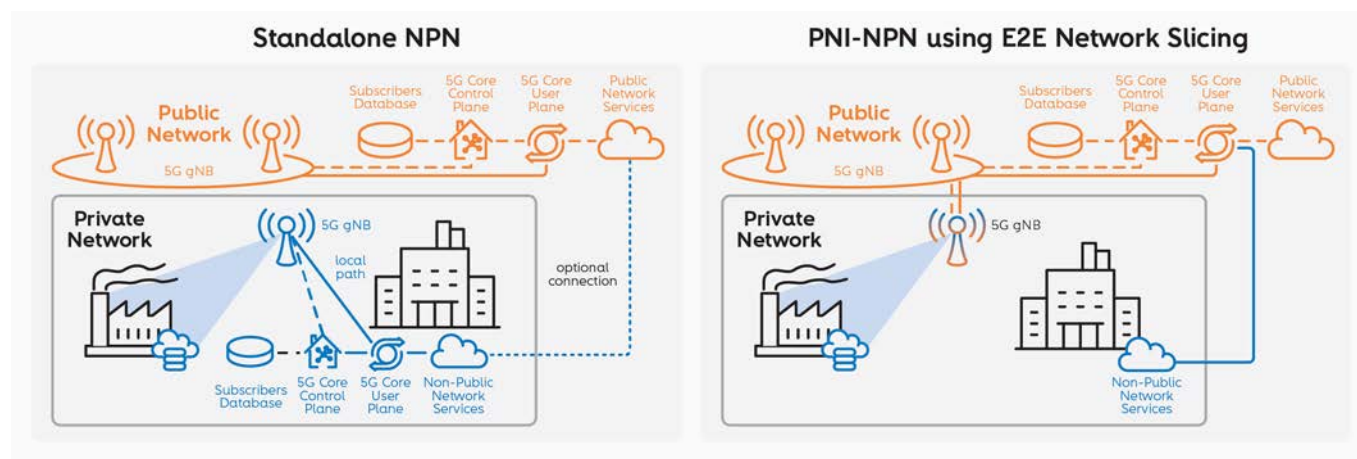 Standalone NPN
Subscribers
Database
5G Core
Control
Plane
5G Core
User
Plane
Public
Network
Services
Public
Network
5G gNB
Private
Network
5G gNB
local
path
optional
connection
Subscribers
Database
5G Core
Control
Plane
5G Core
User
Plane
Non-Public
Network
Services
PNI-NPN using E2E Network Slicing
Subscribers
Database
5G Core
Control
Plane
5G Core
User
Plane
Public
Network
Services
Public
Network
5G gNB
Private
Network
5G gNB
Non-Public
Network
Services